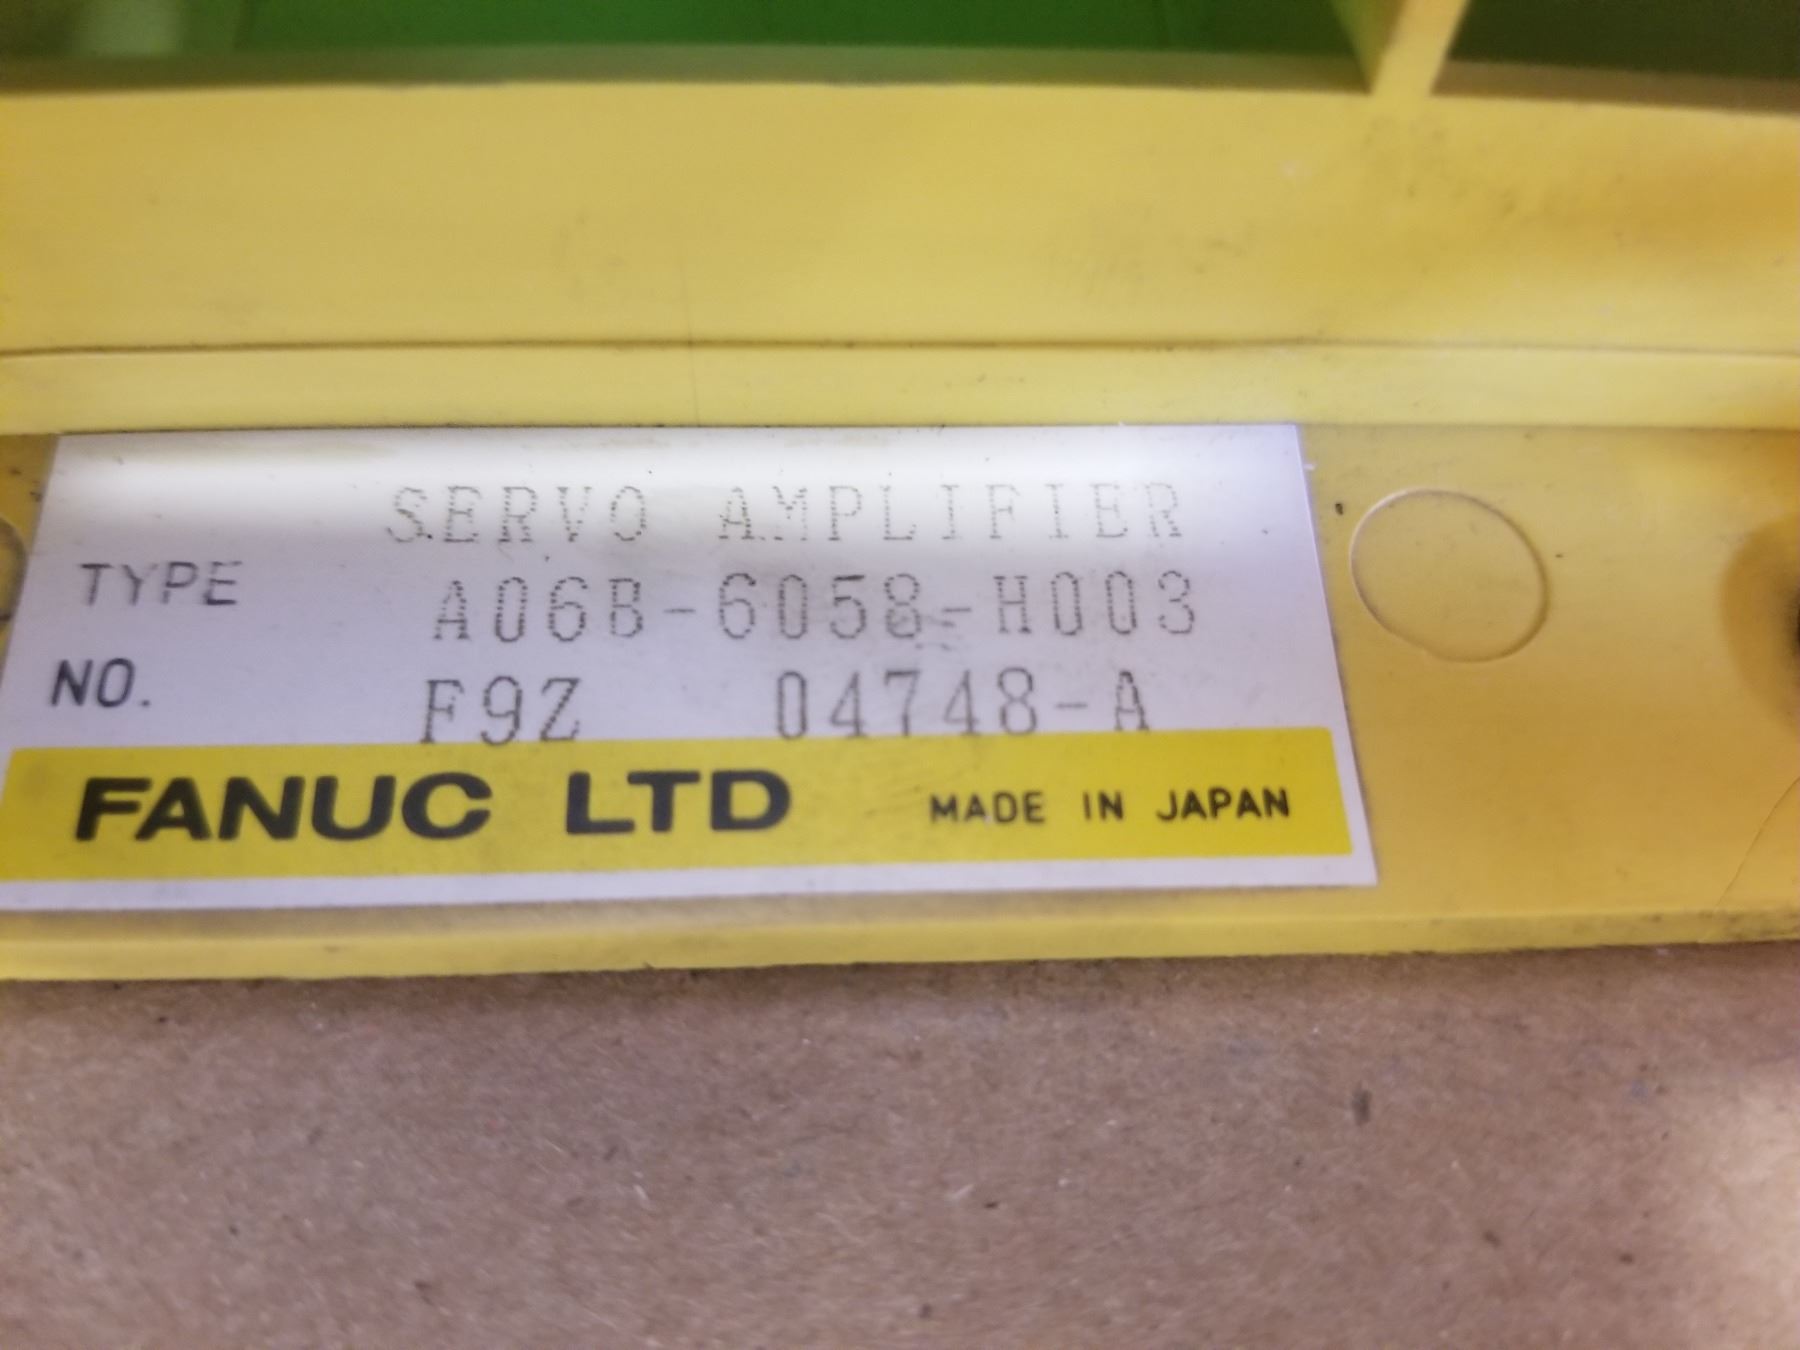 SERVO AMPLIFIER
TYPE A06B-6058-H003
NO. F9Z 04748-A
FANUC LTD MADE IN JAPAN